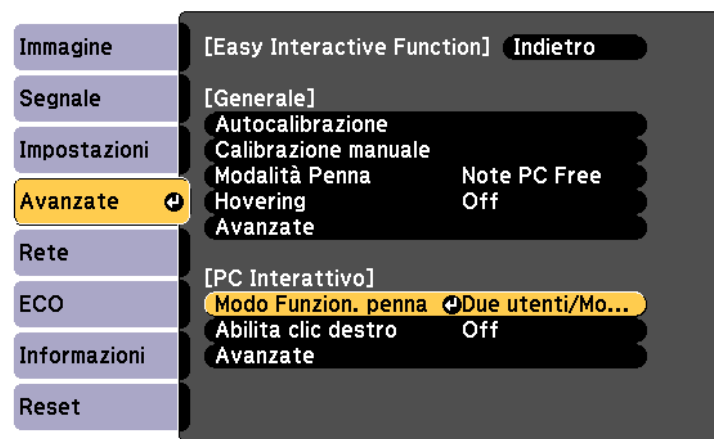 Immagine
Segnale
Impostazioni
Avanzate
Rete
ECO
Informazioni
Reset
[Easy Interactive Function] Indietro
[Generale]
Autocalibrazione
Calibrazione manuale
Modalità Penna Note PC Free
Hovering Off
Avanzate
[PC Interattivo]
Modo Funzion. penna Due utenti/Mo...
Abilita clic destro Off
Avanzate